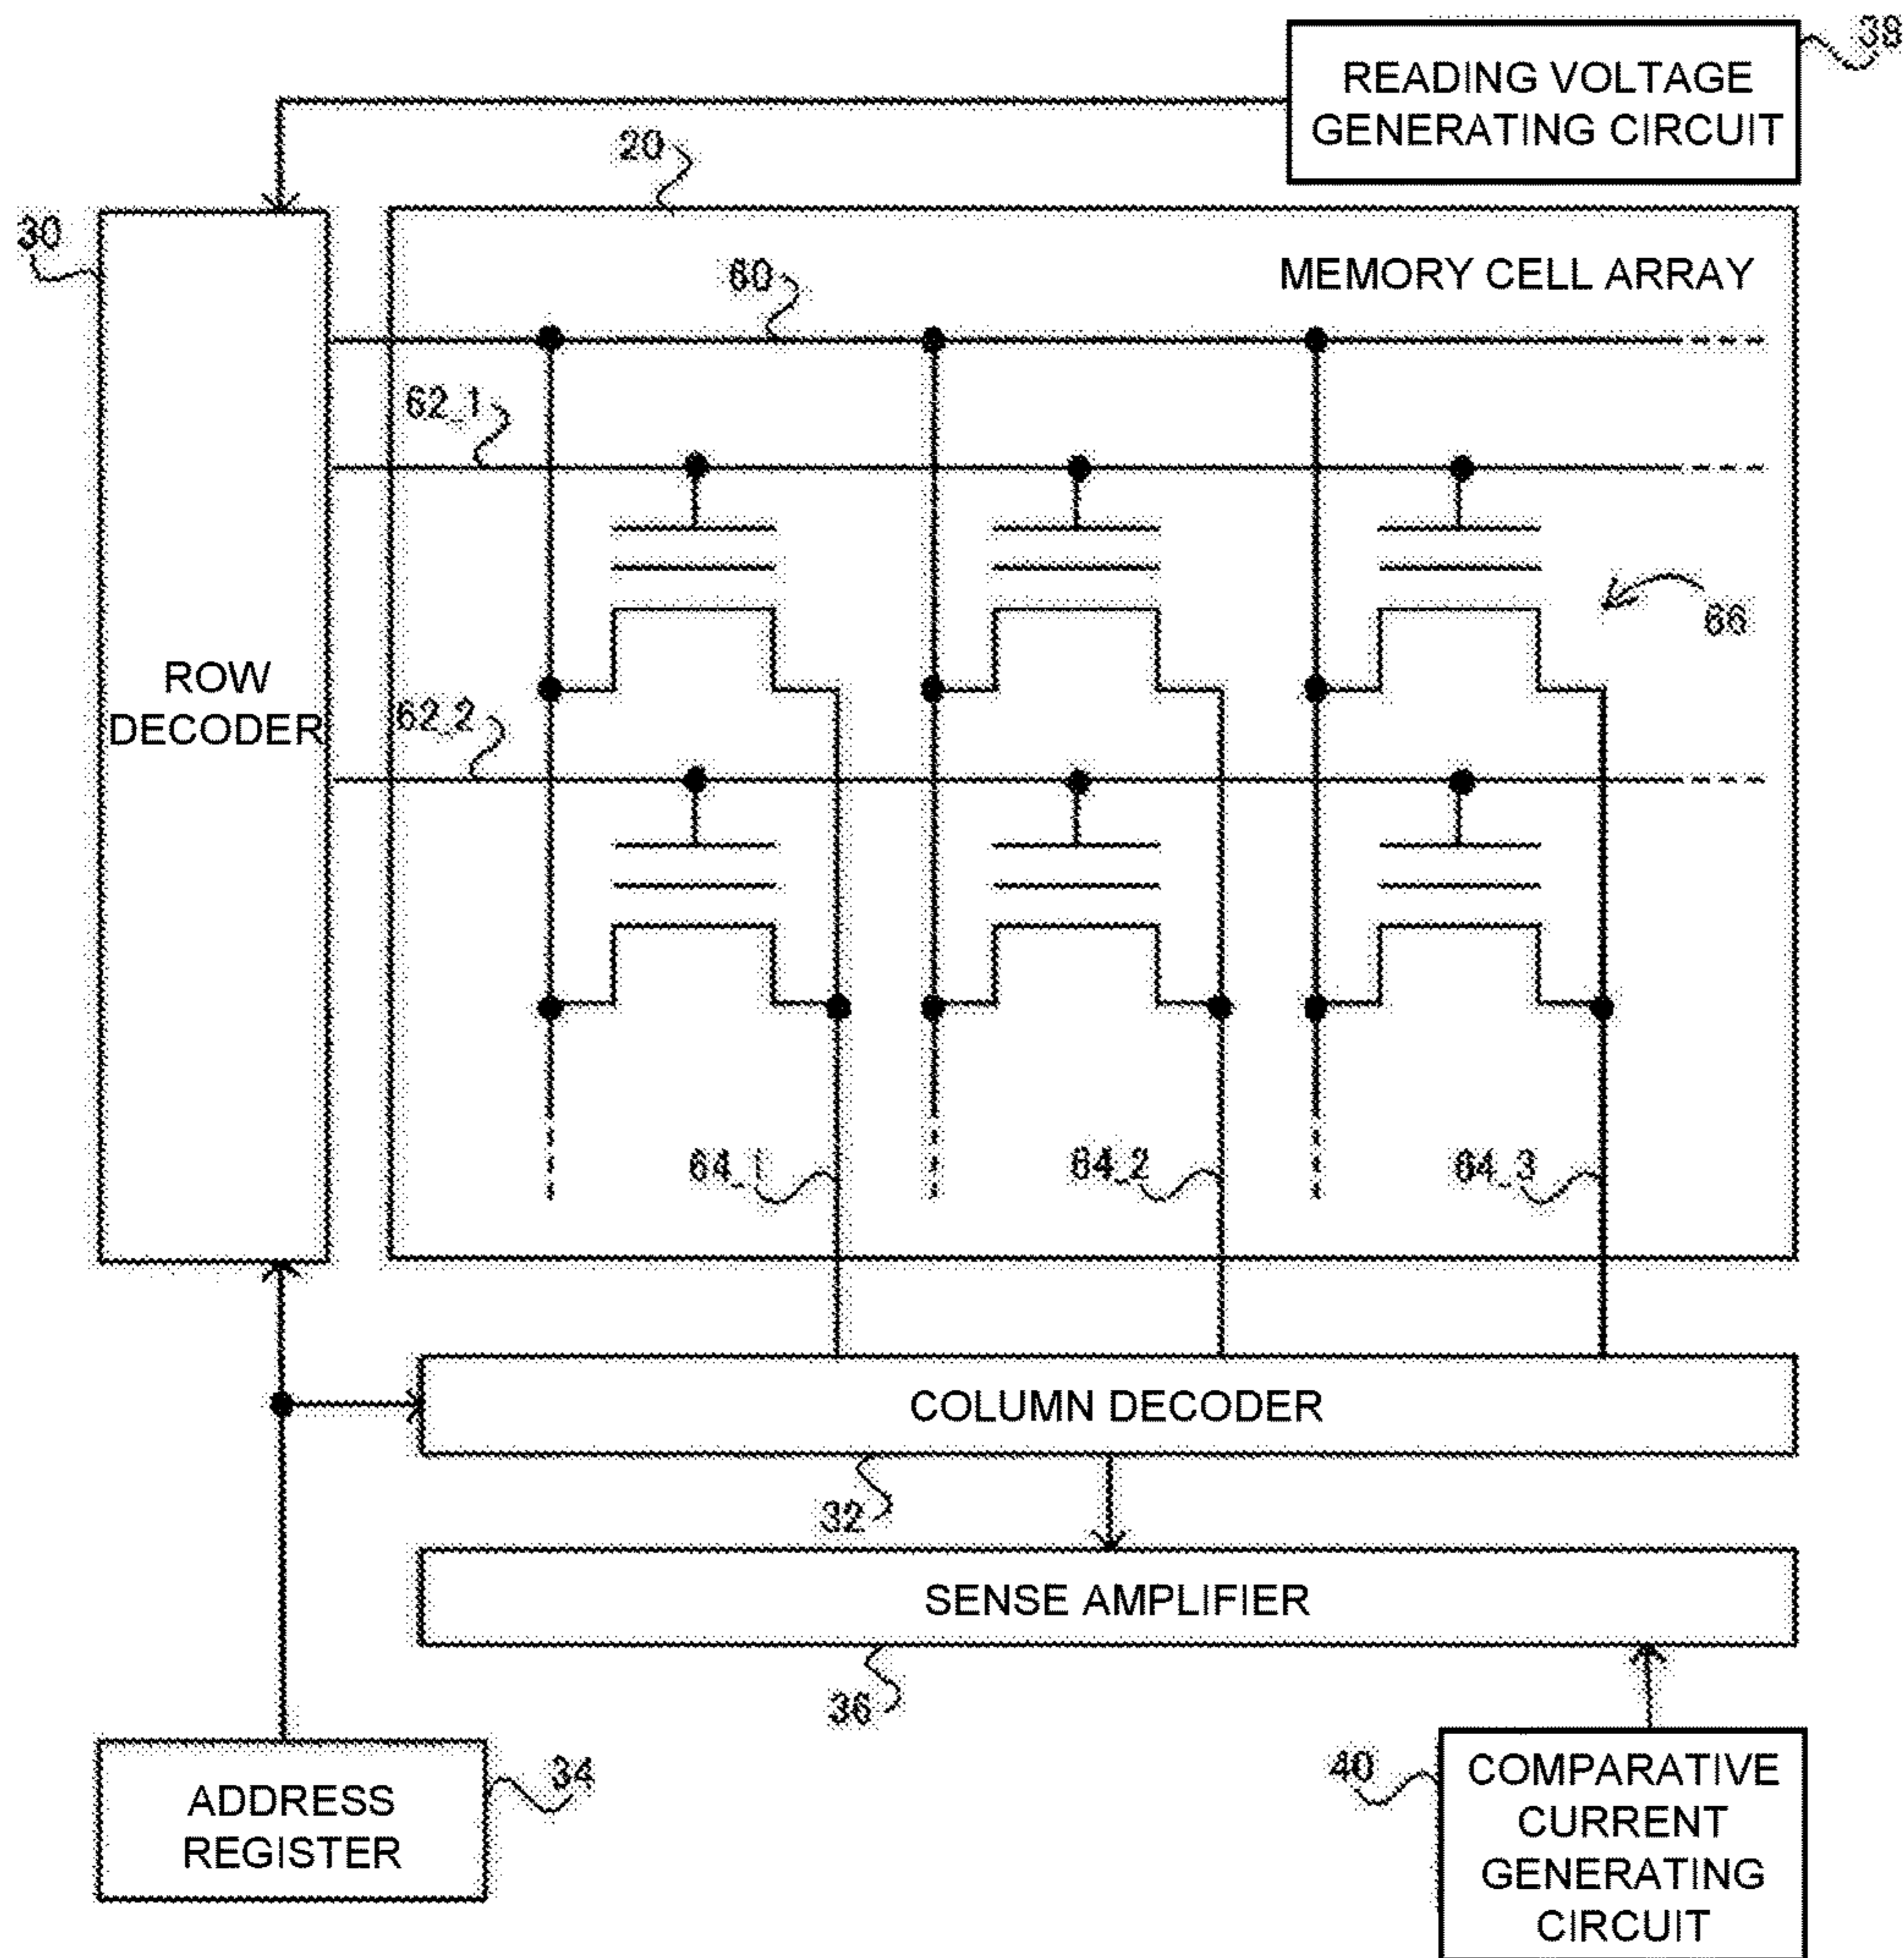 38
READING VOLTAGE
GENERATING CIRCUIT
20
30
60
MEMORY CELL ARRAY
62_1
66
ROW
DECODER
62_2
64_1
64_2
64_3
COLUMN DECODER
32
SENSE AMPLIFIER
36
ADDRESS
REGISTER
34
40
COMPARATIVE
CURRENT
GENERATING
CIRCUIT